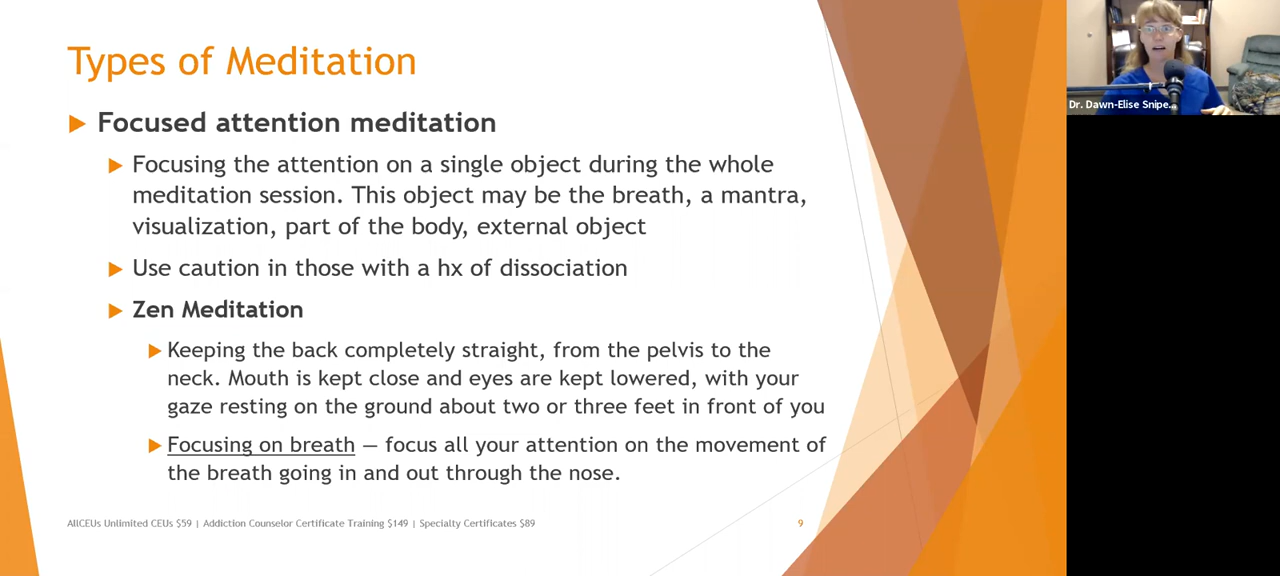 Types of Meditation
Focused attention meditation
Focusing the attention on a single object during the whole
meditation session. This object may be the breath, a mantra,
visualization, part of the body, external object
Use caution in those with a hx of dissociation
Zen Meditation
Keeping the back completely straight, from the pelvis to the
neck. Mouth is kept close and eyes are kept lowered, with your
gaze resting on the ground about two or three feet in front of you
Focusing on breath — focus all your attention on the movement of
the breath going in and out through the nose.
AllCEUs Unlimited CEUs $59 | Addiction Counselor Certificate Training $149 | Specialty Certificates $89
9
Dr. Dawn-Elise Snipe...